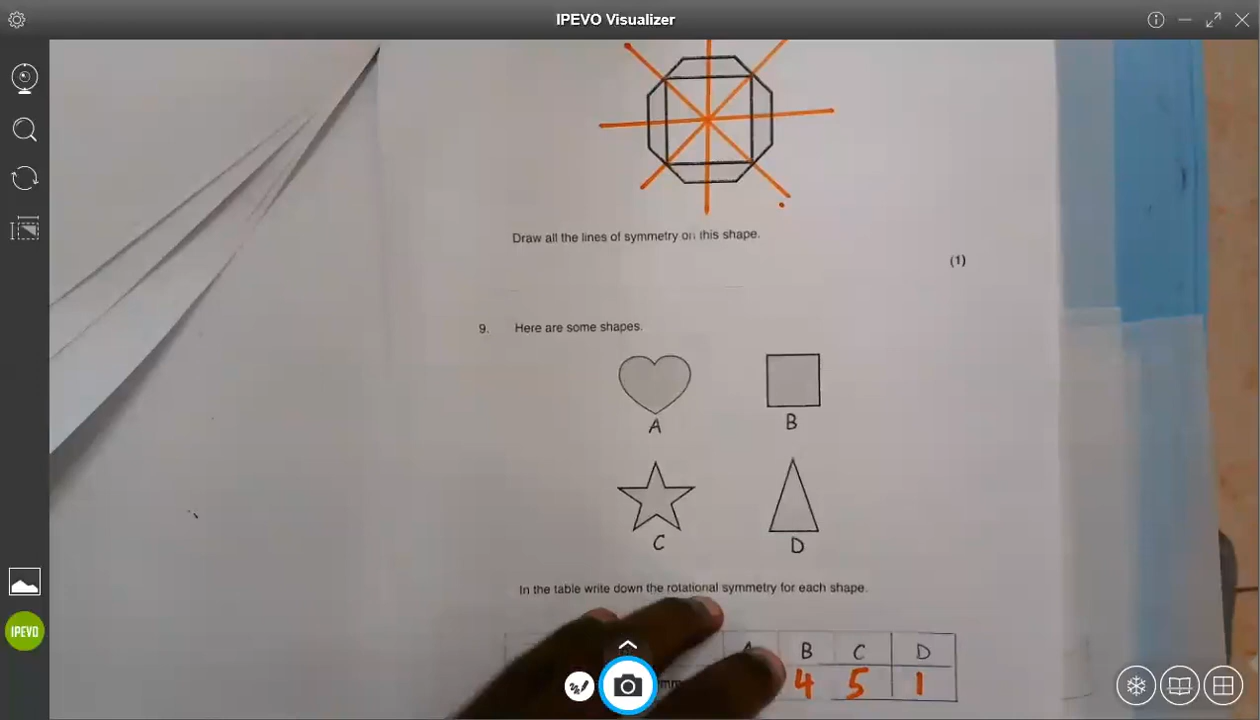 IPEVO Visualizer
Draw all the lines of symmetry on this shape.
(1)
9. Here are some shapes.
A B
C D
In the table write down the rotational symmetry for each shape.
B C D
4 5 1
IPEVO